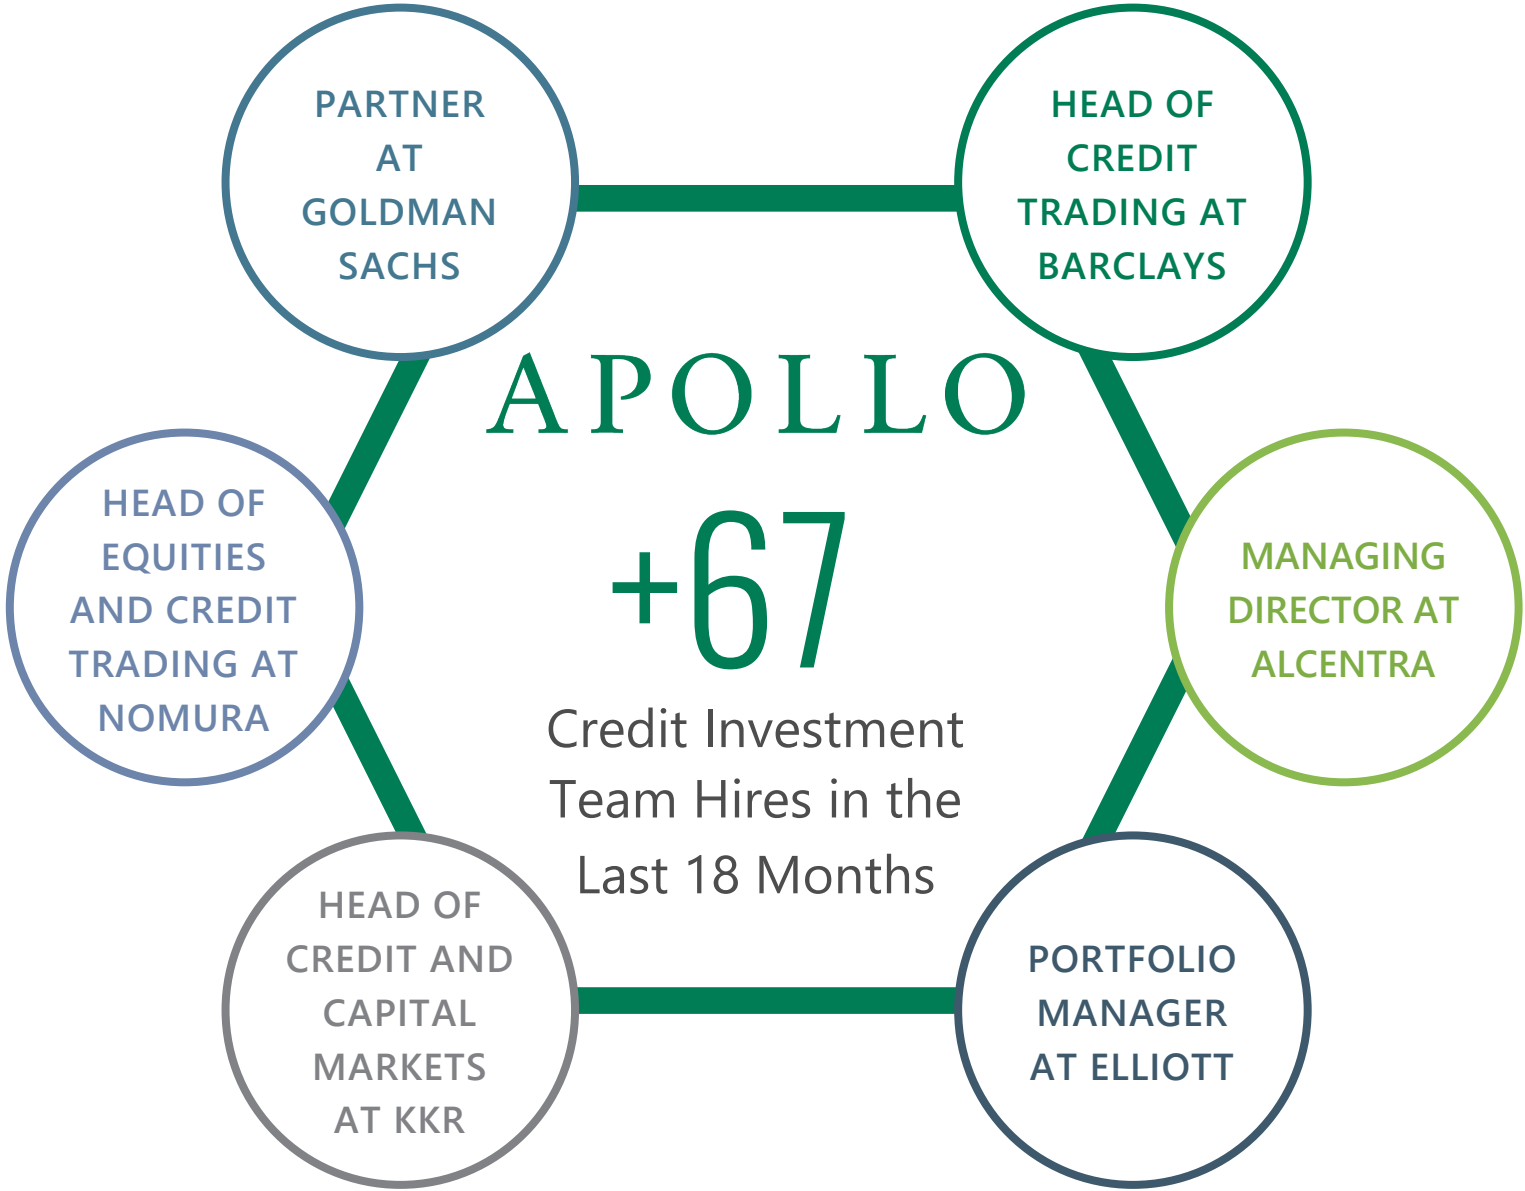 PARTNER
AT
GOLDMAN
SACHS
HEAD OF
CREDIT
TRADING AT
BARCLAYS
APOLLO
+67
Credit Investment
Team Hires in the
Last 18 Months
HEAD OF
EQUITIES
AND CREDIT
TRADING AT
NOMURA
MANAGING
DIRECTOR AT
ALCENTRA
HEAD OF
CREDIT AND
CAPITAL
MARKETS
AT KKR
PORTFOLIO
MANAGER
AT ELLIOTT